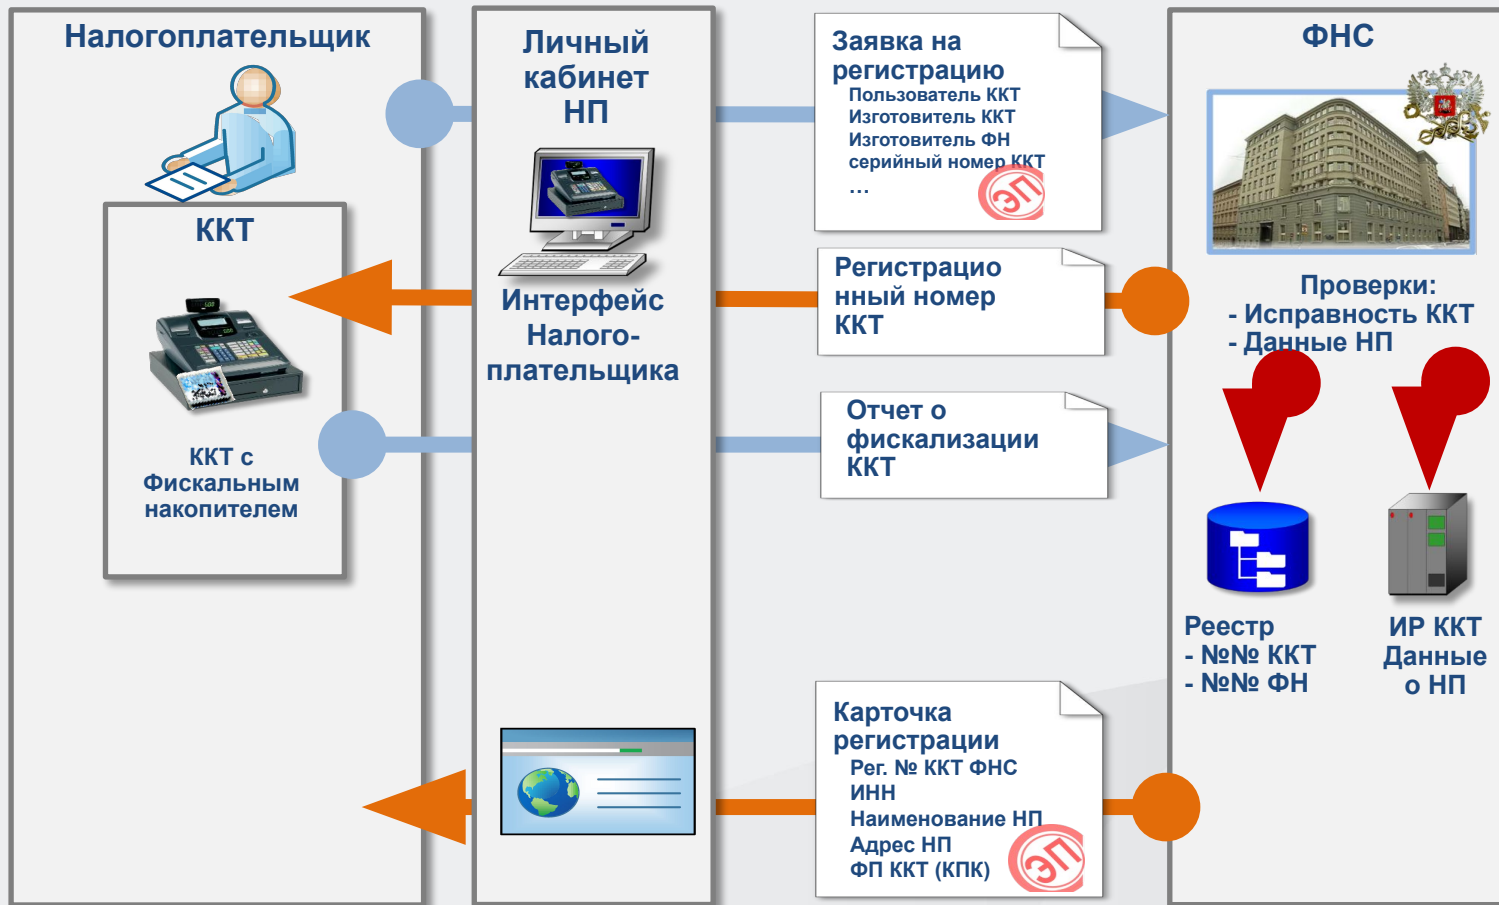 Налогоплательщик
ККТ
ККТ с
Фискальным
накопителем
Личный
кабинет
НП
Интерфейс
Налого-
плательщика
Заявка на
регистрацию
Пользователь ККТ
Изготовитель ККТ
Изготовитель ФН
серийный номер ККТ
…
ЭП
Регистрацио
нный номер
ККТ
Отчет о
фискализации
ККТ
Карточка
регистрации
Рег. № ККТ ФНС
ИНН
Наименование НП
Адрес НП
ФП ККТ (КПК)
ЭП
ФНС
Проверки:
- Исправность ККТ
- Данные НП
Реестр
- №№ ККТ
- №№ ФН
ИР ККТ
Данные
о НП